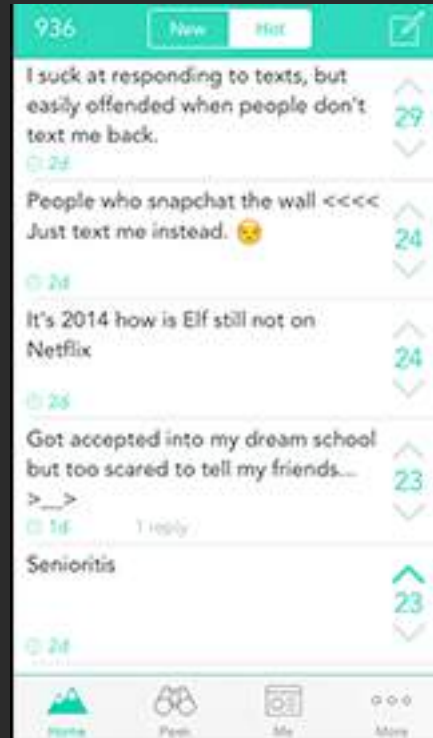 936 New Hot
I suck at responding to texts, but
easily offended when people don't
text me back.
29
2d
People who snapchat the wall <<<<
Just text me instead. 😒
24
2d
It's 2014 how is Elf still not on
Netflix
24
2d
Got accepted into my dream school
but too scared to tell my friends...
>__>
23
1d 1 reply
Senioritis
23
2d
Home Peek Me More